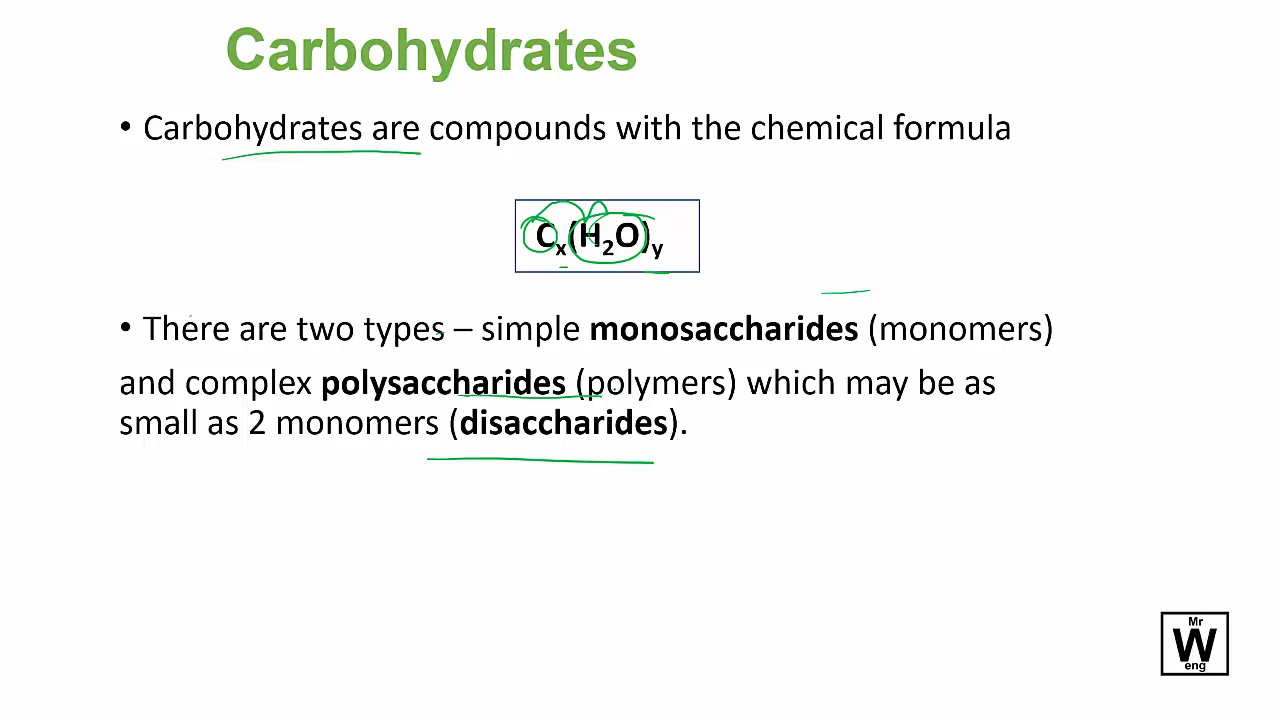 Carbohydrates
• Carbohydrates are compounds with the chemical formula
Cₓ(H₂O)ᵧ
• There are two types – simple monosaccharides (monomers)
and complex polysaccharides (polymers) which may be as
small as 2 monomers (disaccharides).
Mr
W
eng